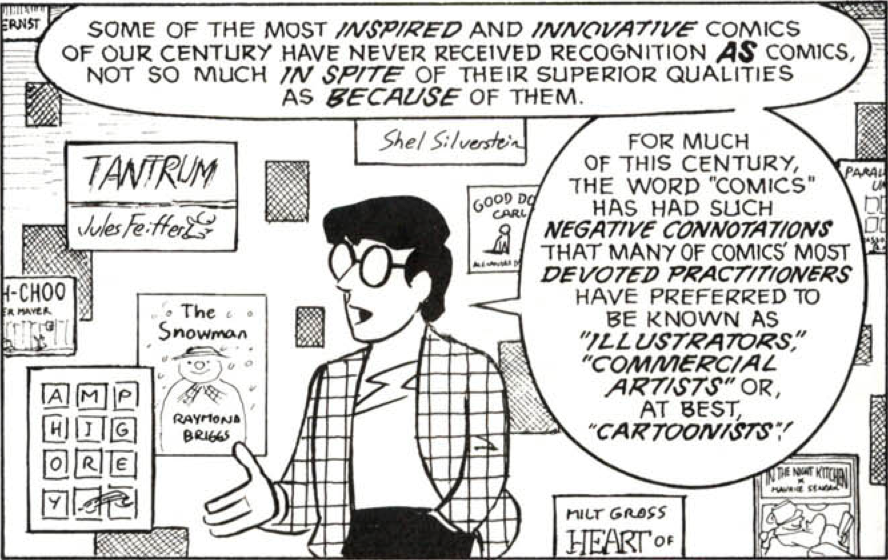 ERNST
SOME OF THE MOST INSPIRED AND INNOVATIVE COMICS
OF OUR CENTURY HAVE NEVER RECEIVED RECOGNITION AS COMICS,
NOT SO MUCH IN SPITE OF THEIR SUPERIOR QUALITIES
AS BECAUSE OF THEM.
FOR MUCH
OF THIS CENTURY,
THE WORD "COMICS"
HAS HAD SUCH
NEGATIVE CONNOTATIONS
THAT MANY OF COMICS' MOST
DEVOTED PRACTITIONERS
HAVE PREFERRED TO
BE KNOWN AS
"ILLUSTRATORS,"
"COMMERCIAL
ARTISTS" OR,
AT BEST,
"CARTOONISTS"!
Shel Silverstein
TANTRUM
Jules Feiffer
GOOD DO
CARL
PARAL
H-CHOO
ER MAYER
The
Snowman
RAYMOND
BRIGGS
A M P
H I G
O R E
Y
MILT GROSS
HEART OF
IN THE NIGHT KITCHEN
MAURICE SENDAK